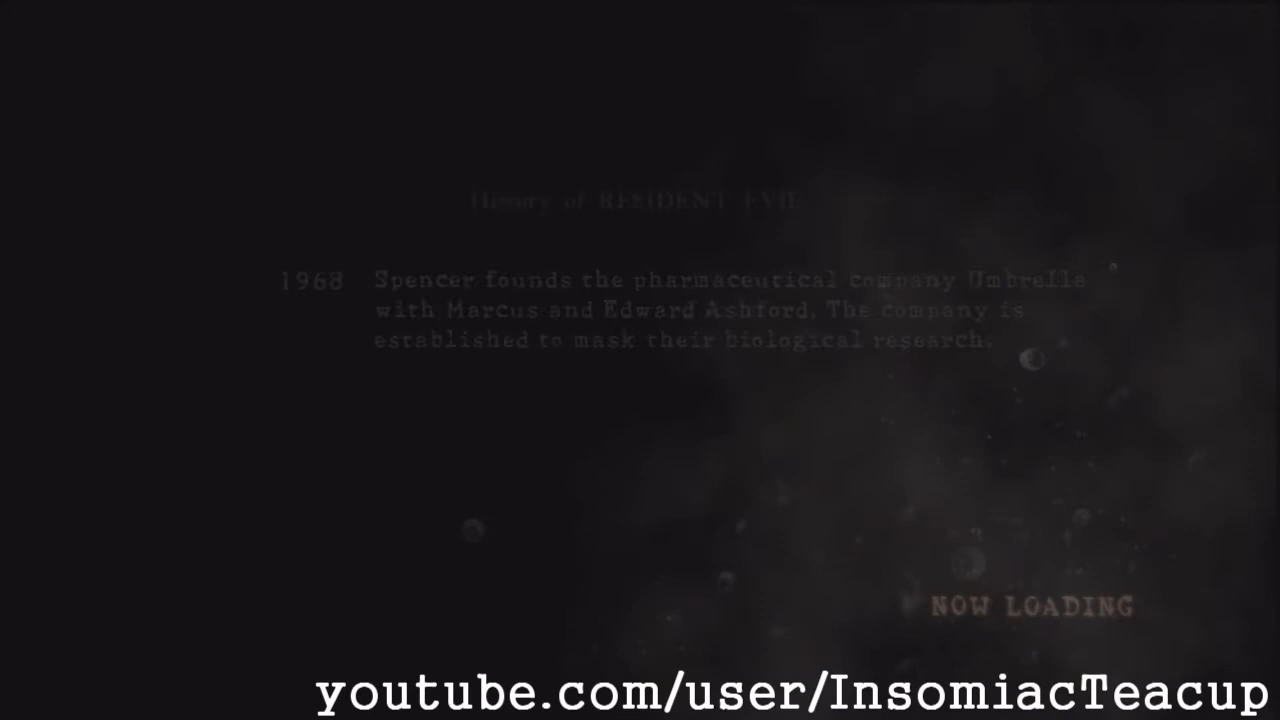 History of RESIDENT EVIL
1968 Spencer founds the pharmaceutical company Umbrella
with Marcus and Edward Ashford. The company is
established to mask their biological research.
NOW LOADING
youtube.com/user/InsomiacTeacup